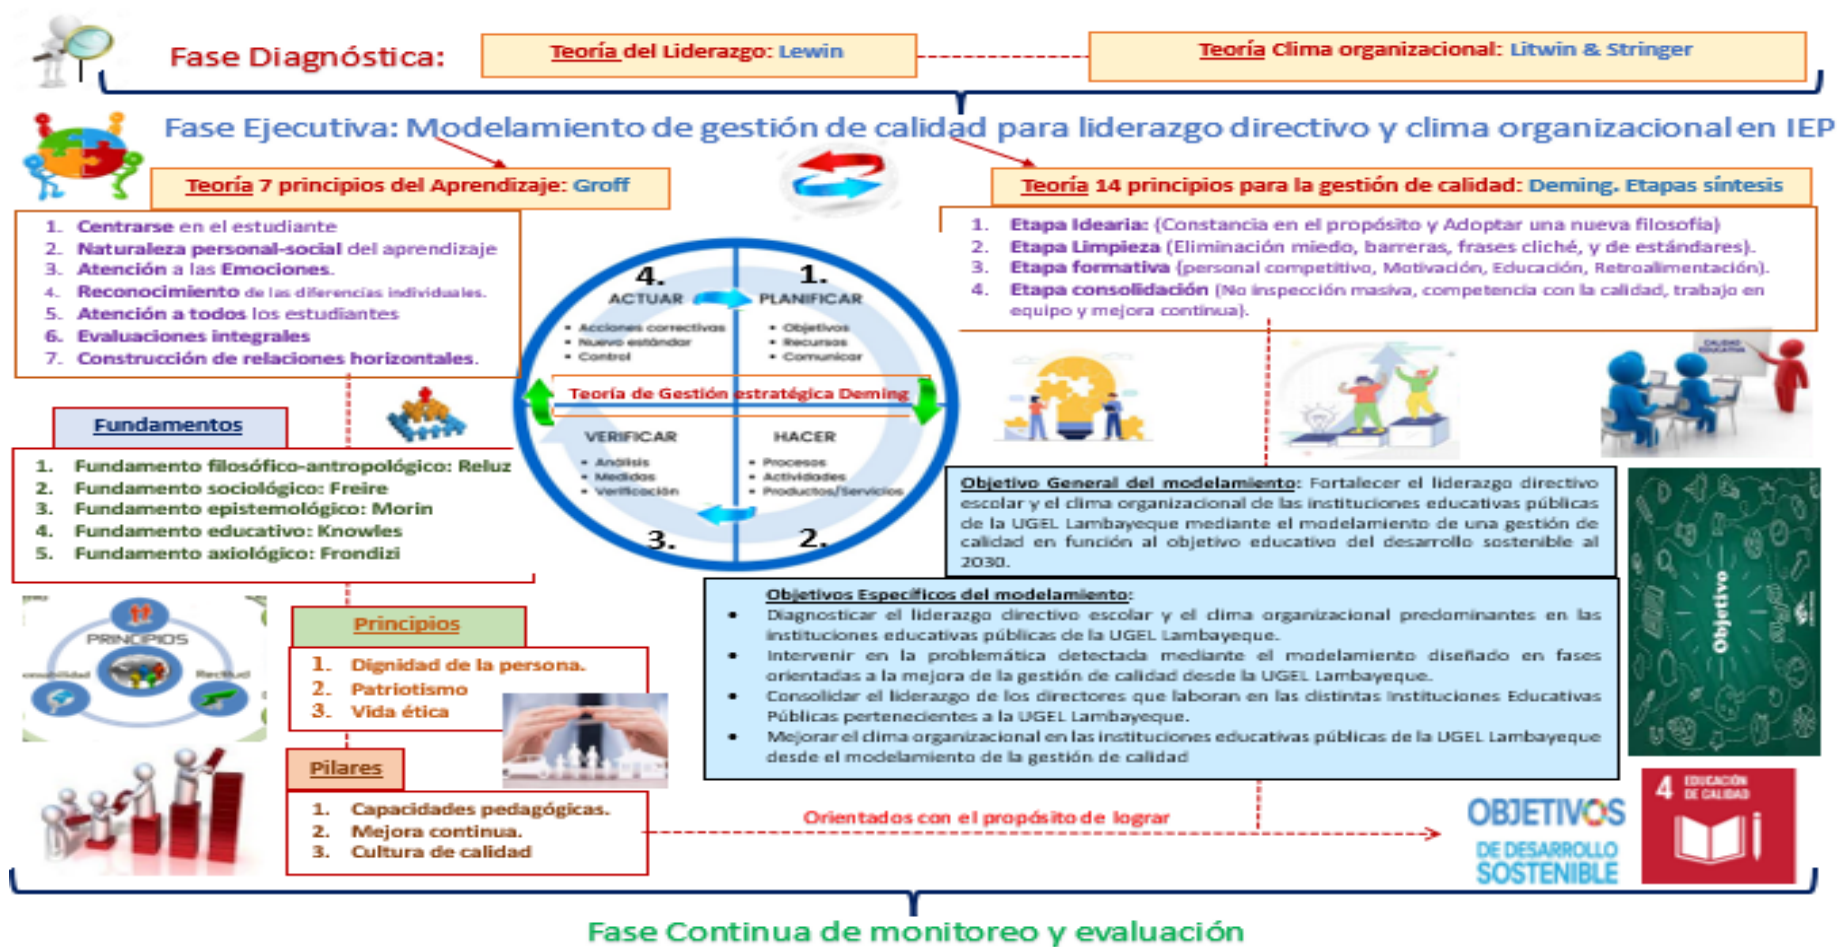 Fase Diagnóstica:
Teoría del Liderazgo: Lewin
Teoría Clima organizacional: Litwin & Stringer
Fase Ejecutiva: Modelamiento de gestión de calidad para liderazgo directivo y clima organizacional en IEP
Teoría 7 principios del Aprendizaje: Groff
1. Centrarse en el estudiante
2. Naturaleza personal-social del aprendizaje
3. Atención a las Emociones.
4. Reconocimiento de las diferencias individuales.
5. Atención a todos los estudiantes
6. Evaluaciones integrales
7. Construcción de relaciones horizontales.
Teoría 14 principios para la gestión de calidad: Deming. Etapas síntesis
1. Etapa Idearia: (Constancia en el propósito y Adoptar una nueva filosofía)
2. Etapa Limpieza (Eliminación miedo, barreras, frases cliché, y de estándares).
3. Etapa formativa (personal competitivo, Motivación, Educación, Retroalimentación).
4. Etapa consolidación (No inspección masiva, competencia con la calidad, trabajo en
equipo y mejora continua).
4.
ACTUAR
• Acciones correctivas
• Nuevo estándar
• Control
1.
PLANIFICAR
• Objetivos
• Recursos
• Comunicar
Teoría de Gestión estratégica Deming
VERIFICAR
• Análisis
• Medidas
• Verificación
3.
HACER
• Procesos
• Actividades
• Productos/Servicios
2.
CALIDAD
EDUCATIVA
Fundamentos
1. Fundamento filosófico-antropológico: Reluz
2. Fundamento sociológico: Freire
3. Fundamento epistemológico: Morin
4. Fundamento educativo: Knowles
5. Fundamento axiológico: Frondizi
Objetivo General del modelamiento: Fortalecer el liderazgo directivo
escolar y el clima organizacional de las instituciones educativas públicas
de la UGEL Lambayeque mediante el modelamiento de una gestión de
calidad en función al objetivo educativo del desarrollo sostenible al
2030.
Objetivo
Objetivos Específicos del modelamiento:
• Diagnosticar el liderazgo directivo escolar y el clima organizacional predominantes en las
instituciones educativas públicas de la UGEL Lambayeque.
• Intervenir en la problemática detectada mediante el modelamiento diseñado en fases
orientadas a la mejora de la gestión de calidad desde la UGEL Lambayeque.
• Consolidar el liderazgo de los directores que laboran en las distintas Instituciones Educativas
Públicas pertenecientes a la UGEL Lambayeque.
• Mejorar el clima organizacional en las instituciones educativas públicas de la UGEL Lambayeque
desde el modelamiento de la gestión de calidad
PRINCIPIOS
Rectitud
Principios
1. Dignidad de la persona.
2. Patriotismo
3. Vida ética
Pilares
1. Capacidades pedagógicas.
2. Mejora continua.
3. Cultura de calidad
Orientados con el propósito de lograr
OBJETIVOS
DE DESARROLLO
SOSTENIBLE
4 EDUCACIÓN
DE CALIDAD
Fase Continua de monitoreo y evaluación